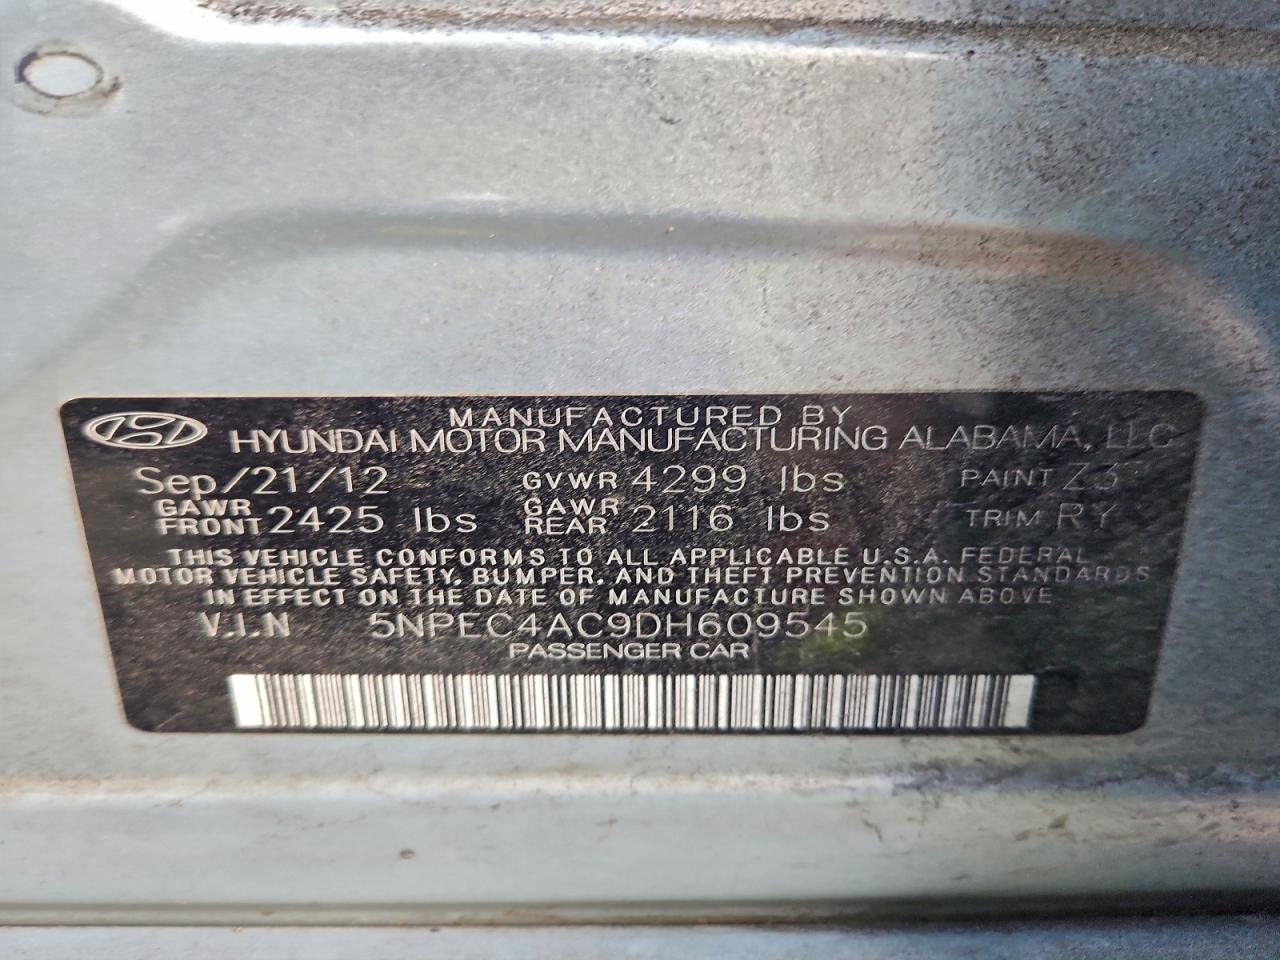 MANUFACTURED BY
HYUNDAI MOTOR MANUFACTURING ALABAMA, LLC
Sep/21/12 GVWR 4299 lbs PAINT Z3
GAWR FRONT 2425 lbs GAWR REAR 2116 lbs TRIM RY
THIS VEHICLE CONFORMS TO ALL APPLICABLE U.S.A. FEDERAL
MOTOR VEHICLE SAFETY, BUMPER, AND THEFT PREVENTION STANDARDS
IN EFFECT ON THE DATE OF MANUFACTURE SHOWN ABOVE
V.I.N 5NPEC4AC9DH609545
PASSENGER CAR